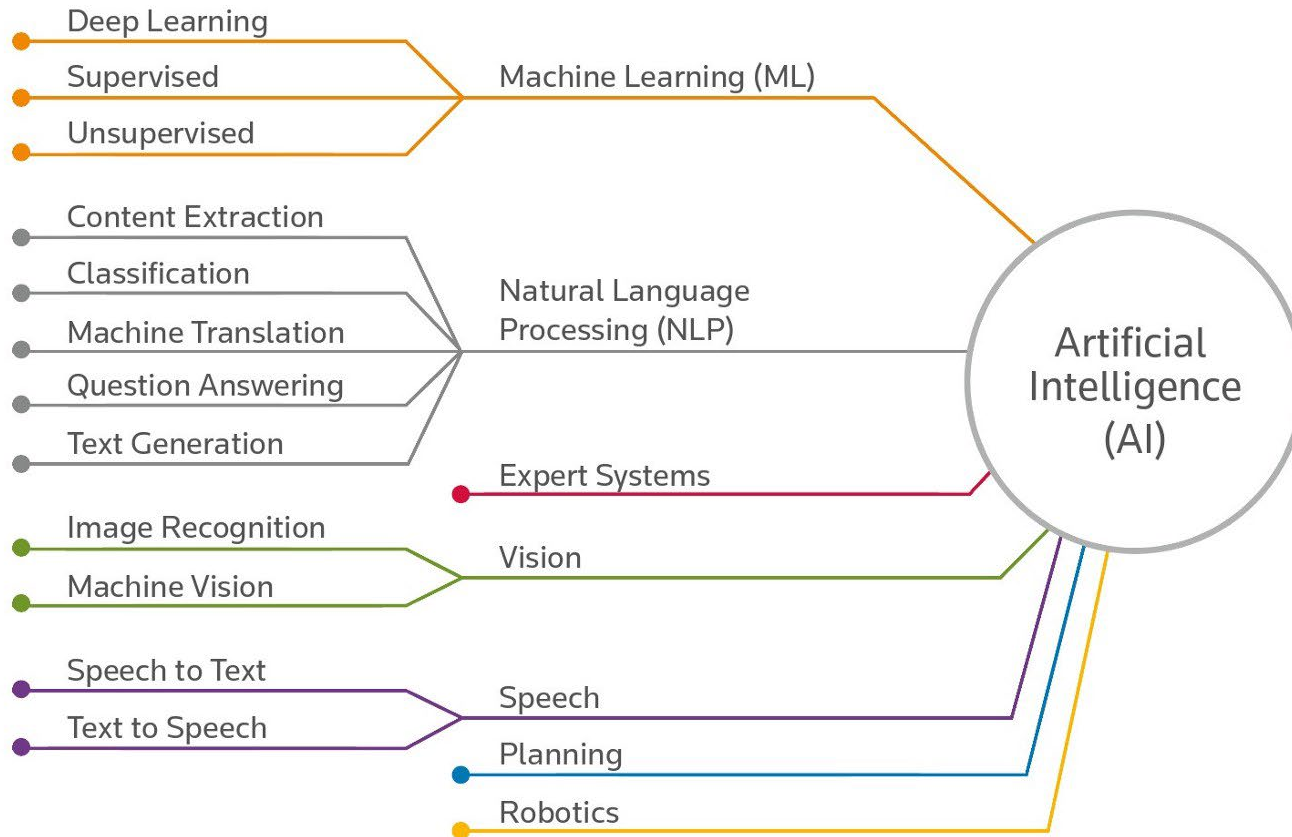 Deep Learning
Supervised
Unsupervised
Machine Learning (ML)
Content Extraction
Classification
Machine Translation
Question Answering
Text Generation
Natural Language
Processing (NLP)
Expert Systems
Image Recognition
Machine Vision
Vision
Speech to Text
Text to Speech
Speech
Planning
Robotics
Artificial
Intelligence
(AI)